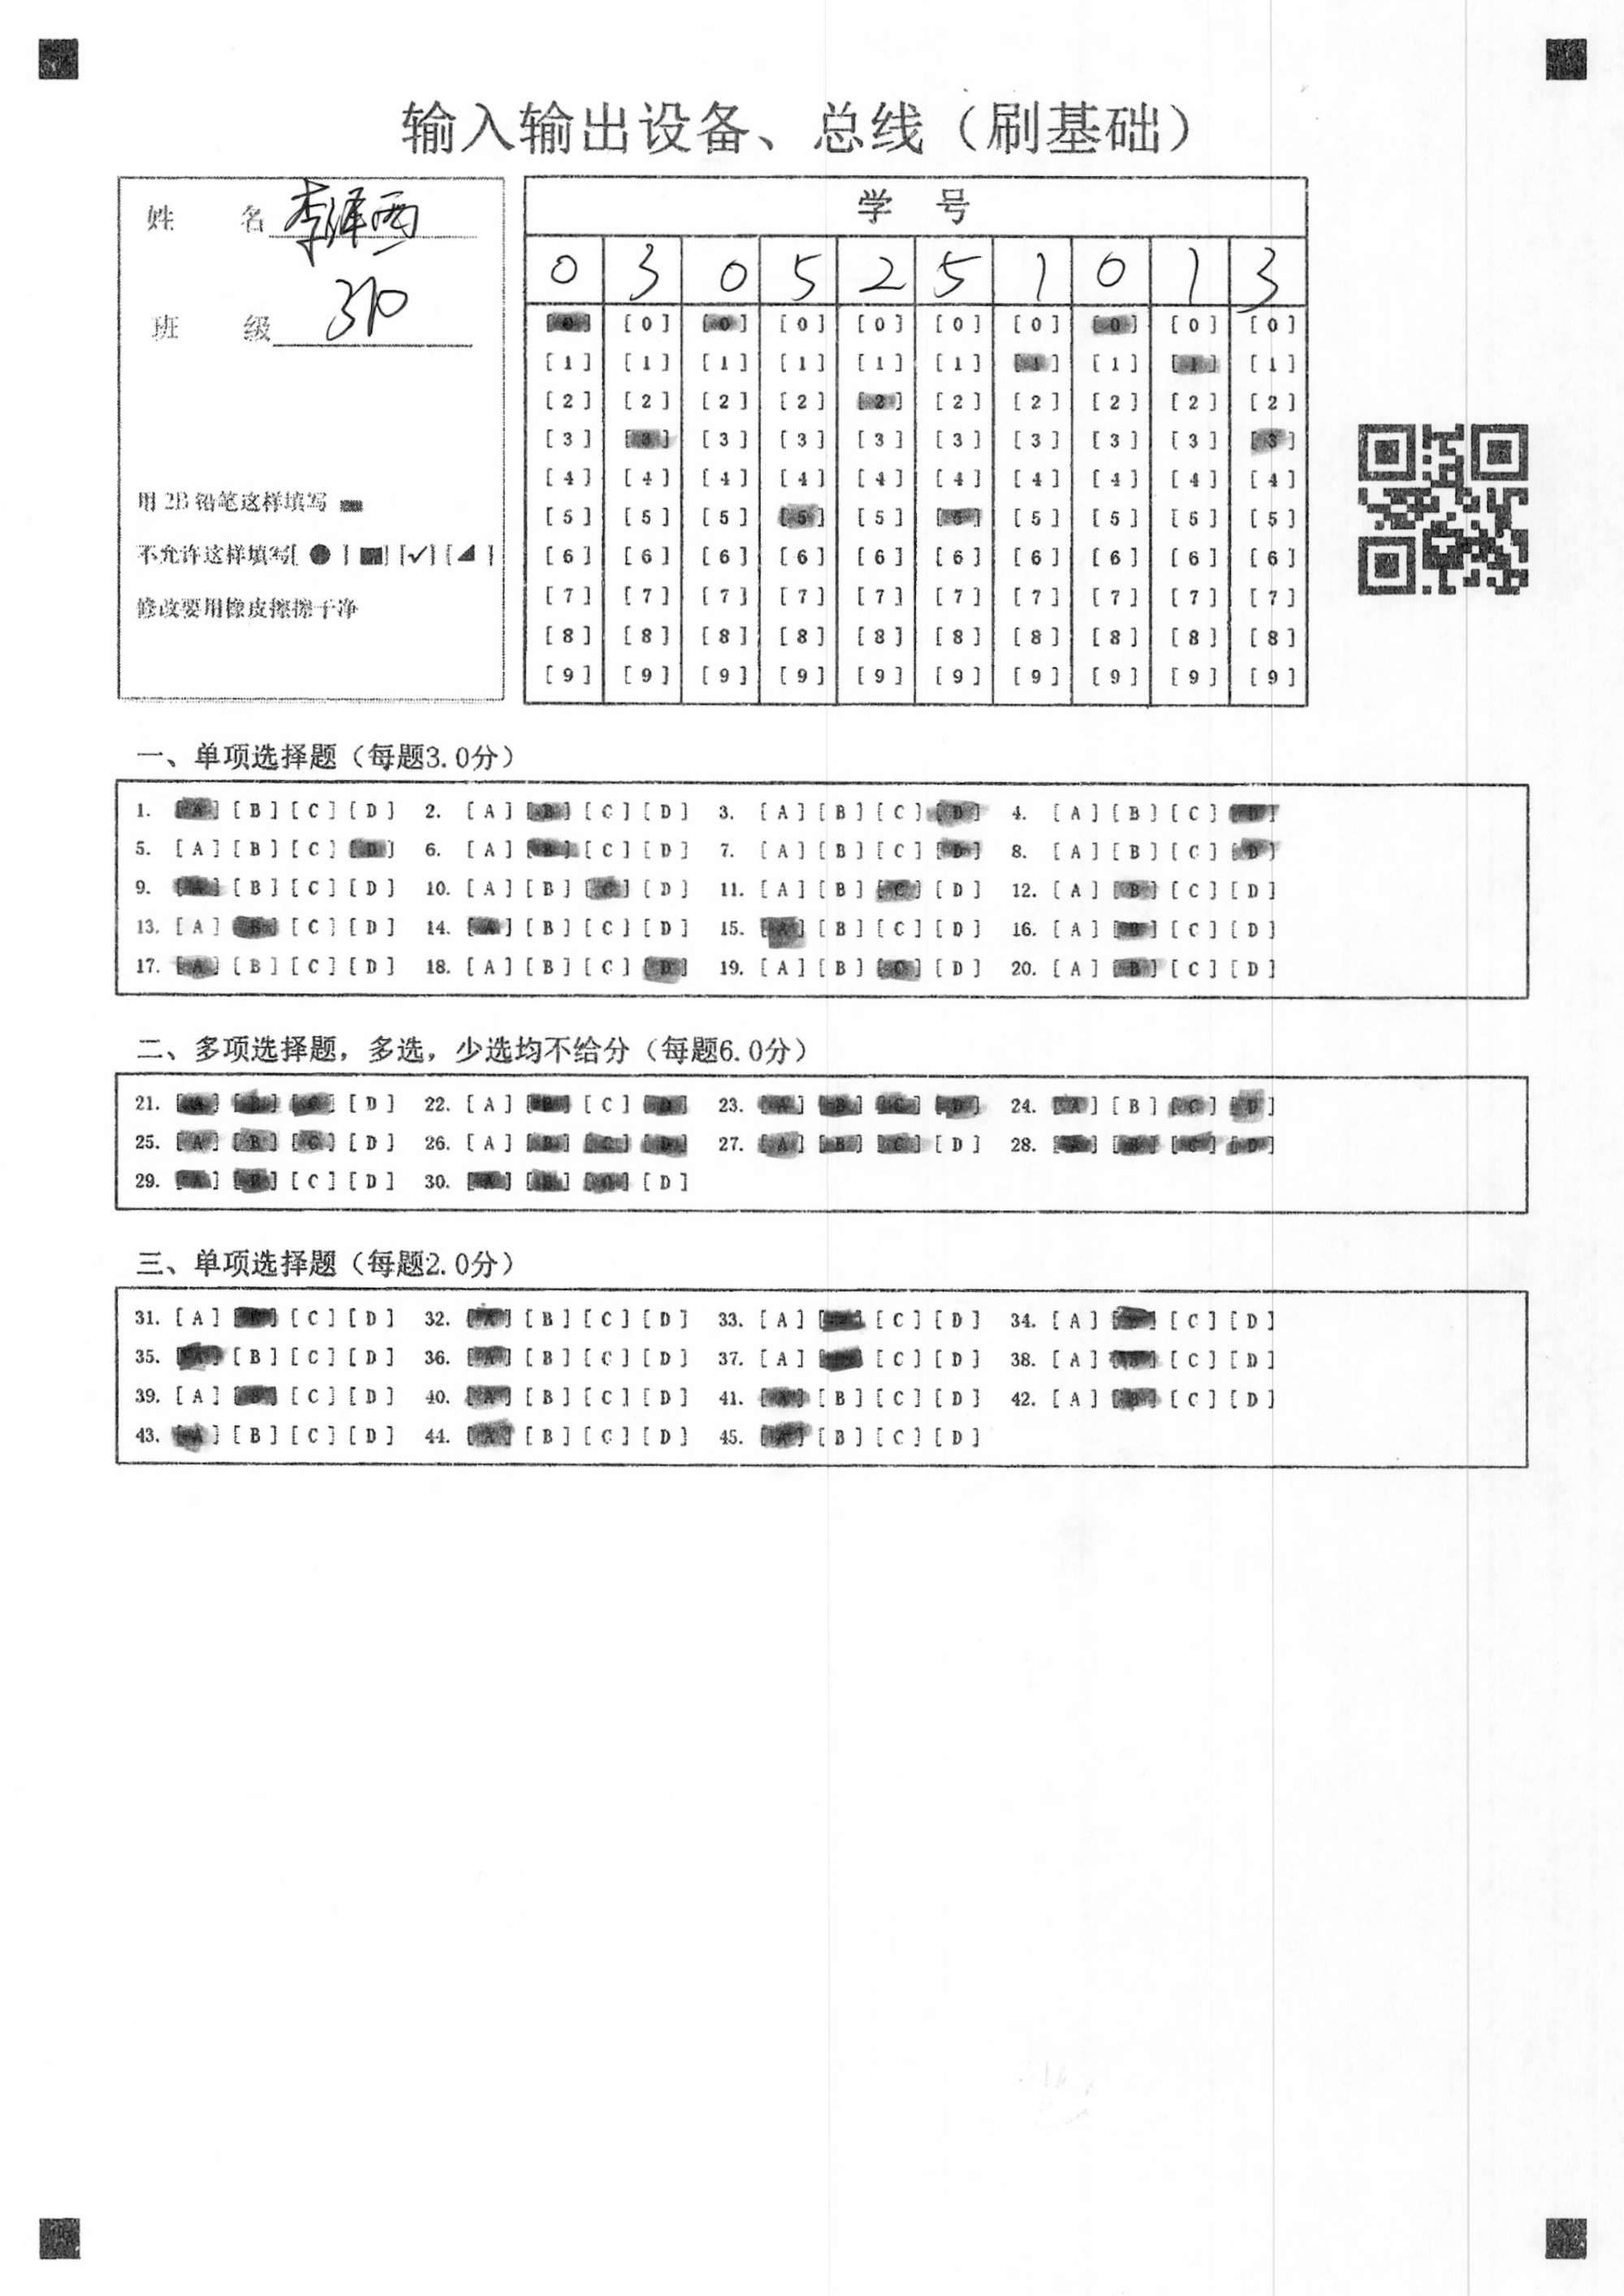 输入输出设备、总线（刷基础）
姓 名 李泽西
班 级 310
用 2B 铅笔这样填写
不允许这样填写[ ● ] [■] [✓] [◢ ]
修改要用橡皮擦擦干净
学 号
0 3 0 5 2 5 1 0 1 3
[0] [0] [0] [0] [0] [0] [0] [0] [0] [0]
[1] [1] [1] [1] [1] [1] [1] [1] [1] [1]
[2] [2] [2] [2] [2] [2] [2] [2] [2] [2]
[3] [3] [3] [3] [3] [3] [3] [3] [3] [3]
[4] [4] [4] [4] [4] [4] [4] [4] [4] [4]
[5] [5] [5] [5] [5] [5] [5] [5] [5] [5]
[6] [6] [6] [6] [6] [6] [6] [6] [6] [6]
[7] [7] [7] [7] [7] [7] [7] [7] [7] [7]
[8] [8] [8] [8] [8] [8] [8] [8] [8] [8]
[9] [9] [9] [9] [9] [9] [9] [9] [9] [9]
一、单项选择题（每题3.0分）
1. [A] [B] [C] [D] 2. [A] [B] [C] [D] 3. [A] [B] [C] [D] 4. [A] [B] [C] [D]
5. [A] [B] [C] [D] 6. [A] [B] [C] [D] 7. [A] [B] [C] [D] 8. [A] [B] [C] [D]
9. [A] [B] [C] [D] 10. [A] [B] [C] [D] 11. [A] [B] [C] [D] 12. [A] [B] [C] [D]
13. [A] [B] [C] [D] 14. [A] [B] [C] [D] 15. [A] [B] [C] [D] 16. [A] [B] [C] [D]
17. [A] [B] [C] [D] 18. [A] [B] [C] [D] 19. [A] [B] [C] [D] 20. [A] [B] [C] [D]
二、多项选择题，多选，少选均不给分（每题6.0分）
21. [A] [B] [C] [D] 22. [A] [B] [C] [D] 23. [A] [B] [C] [D] 24. [A] [B] [C] [D]
25. [A] [B] [C] [D] 26. [A] [B] [C] [D] 27. [A] [B] [C] [D] 28. [A] [B] [C] [D]
29. [A] [B] [C] [D] 30. [A] [B] [C] [D]
三、单项选择题（每题2.0分）
31. [A] [B] [C] [D] 32. [A] [B] [C] [D] 33. [A] [B] [C] [D] 34. [A] [B] [C] [D]
35. [A] [B] [C] [D] 36. [A] [B] [C] [D] 37. [A] [B] [C] [D] 38. [A] [B] [C] [D]
39. [A] [B] [C] [D] 40. [A] [B] [C] [D] 41. [A] [B] [C] [D] 42. [A] [B] [C] [D]
43. [A] [B] [C] [D] 44. [A] [B] [C] [D] 45. [A] [B] [C] [D]